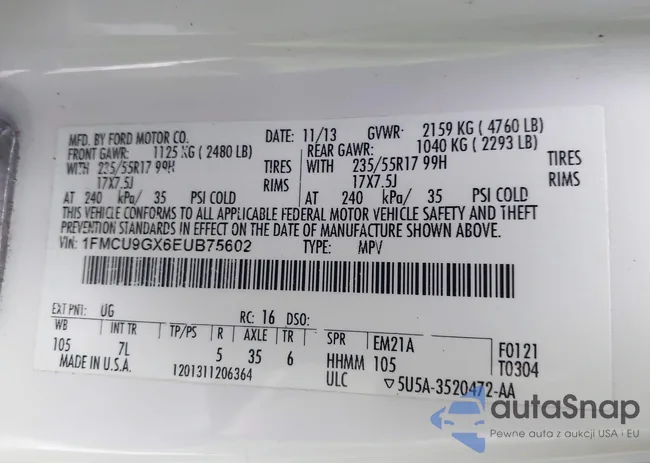 MFD. BY FORD MOTOR CO.
DATE: 11/13 GVWR: 2159 KG ( 4760 LB)
FRONT GAWR: 1125 KG ( 2480 LB)
REAR GAWR: 1040 KG ( 2293 LB)
WITH 235/55R17 99H TIRES
WITH 235/55R17 99H TIRES
17X7.5J RIMS
17X7.5J RIMS
AT 240 kPa/ 35 PSI COLD
AT 240 kPa/ 35 PSI COLD
THIS VEHICLE CONFORMS TO ALL APPLICABLE FEDERAL MOTOR VEHICLE SAFETY AND THEFT
PREVENTION STANDARDS IN EFFECT ON THE DATE OF MANUFACTURE SHOWN ABOVE.
VIN: 1FMCU9GX6EUB75602 TYPE: MPV
EXT PNT: UG RC: 16 DSO:
WB INT TR TP/PS R AXLE TR SPR EM21A F0121
105 7L 5 35 6 HHMM 105 T0304
MADE IN U.S.A. 1201311206364 ULC ▽5U5A-3520472-AA
autaSnap
Pewne auta z aukcji USA i EU